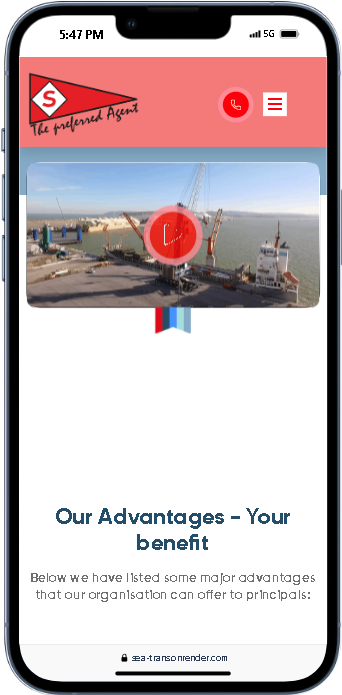 5:47 PM
5G
S
The preferred Agent
Our Advantages - Your
benefit
Below we have listed some major advantages
that our organisation can offer to principals:
sea-transonrender.com